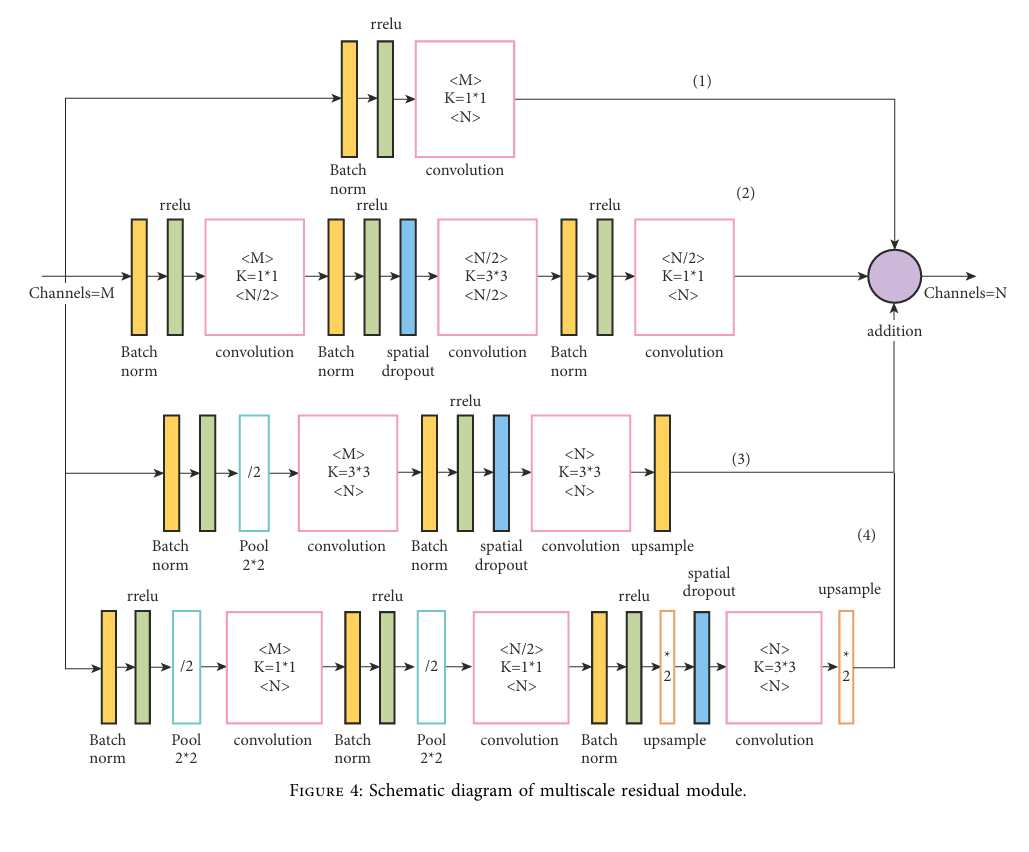 rrelu
<M>
K=1*1
<N>
(1)
Batch
norm
convolution
(2)
rrelu
rrelu
rrelu
<M>
K=1*1
<N/2>
<N/2>
K=3*3
<N/2>
<N/2>
K=1*1
<N>
Channels=M
Channels=N
addition
Batch
norm
convolution
Batch
norm
spatial
dropout
convolution
Batch
norm
convolution
rrelu
/2
<M>
K=3*3
<N>
<N>
K=3*3
<N>
(3)
Batch
norm
Pool
2*2
convolution
Batch
norm
spatial
dropout
convolution
upsample
(4)
rrelu
rrelu
rrelu
spatial
dropout
upsample
/2
<M>
K=1*1
<N>
/2
<N/2>
K=1*1
<N>
*
2
<N>
K=3*3
<N>
*
2
Batch
norm
Pool
2*2
convolution
Batch
norm
Pool
2*2
convolution
Batch
norm
upsample
convolution
Figure 4: Schematic diagram of multiscale residual module.